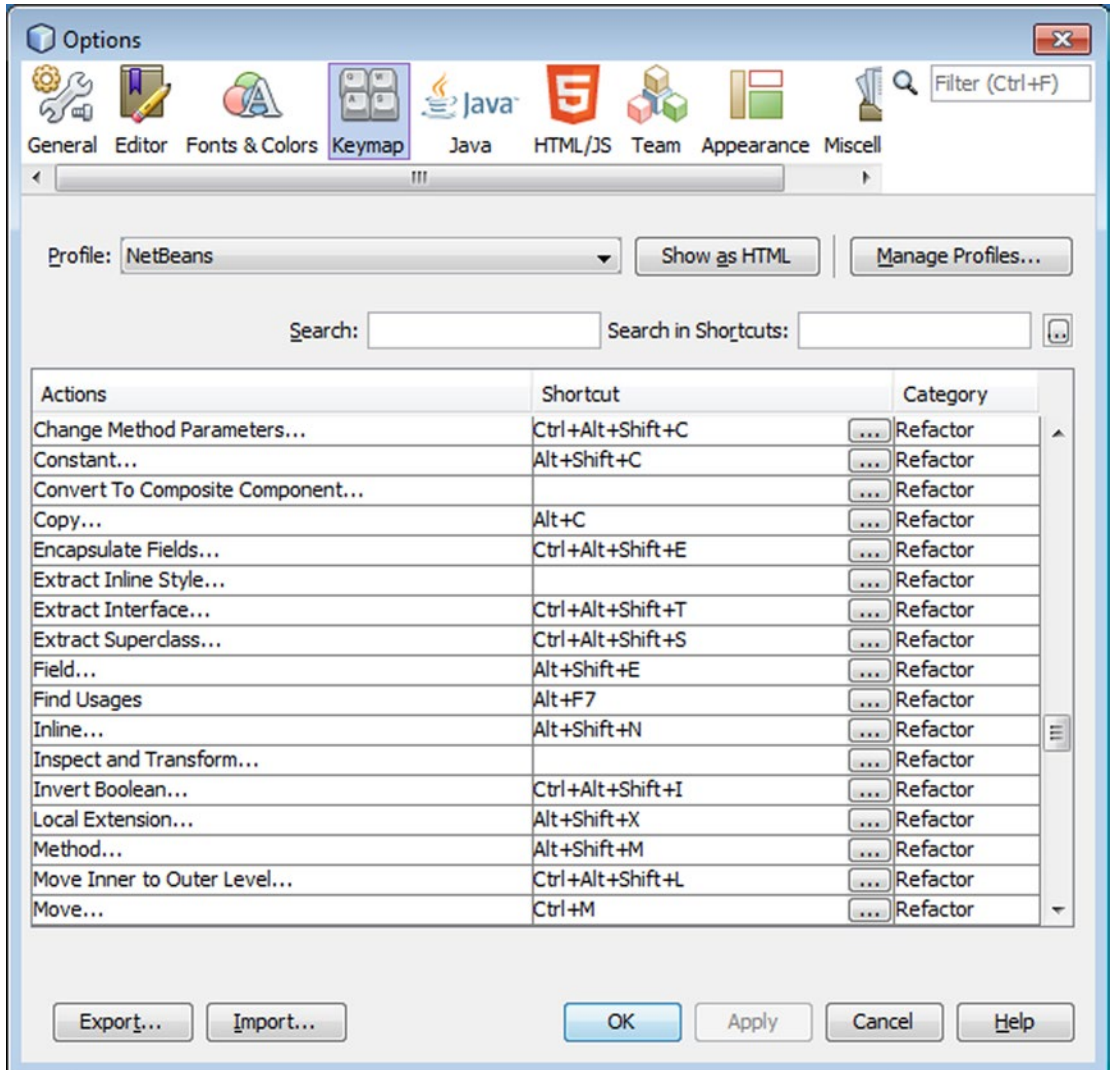 Options
Filter (Ctrl+F)
General Editor Fonts & Colors Keymap Java HTML/JS Team Appearance Miscell
Profile: NetBeans Show as HTML Manage Profiles...
Search: Search in Shortcuts: ...
Actions Shortcut Category
Change Method Parameters... Ctrl+Alt+Shift+C ... Refactor
Constant... Alt+Shift+C ... Refactor
Convert To Composite Component... ... Refactor
Copy... Alt+C ... Refactor
Encapsulate Fields... Ctrl+Alt+Shift+E ... Refactor
Extract Inline Style... ... Refactor
Extract Interface... Ctrl+Alt+Shift+T ... Refactor
Extract Superclass... Ctrl+Alt+Shift+S ... Refactor
Field... Alt+Shift+E ... Refactor
Find Usages Alt+F7 ... Refactor
Inline... Alt+Shift+N ... Refactor
Inspect and Transform... ... Refactor
Invert Boolean... Ctrl+Alt+Shift+I ... Refactor
Local Extension... Alt+Shift+X ... Refactor
Method... Alt+Shift+M ... Refactor
Move Inner to Outer Level... Ctrl+Alt+Shift+L ... Refactor
Move... Ctrl+M ... Refactor
Export... Import... OK Apply Cancel Help